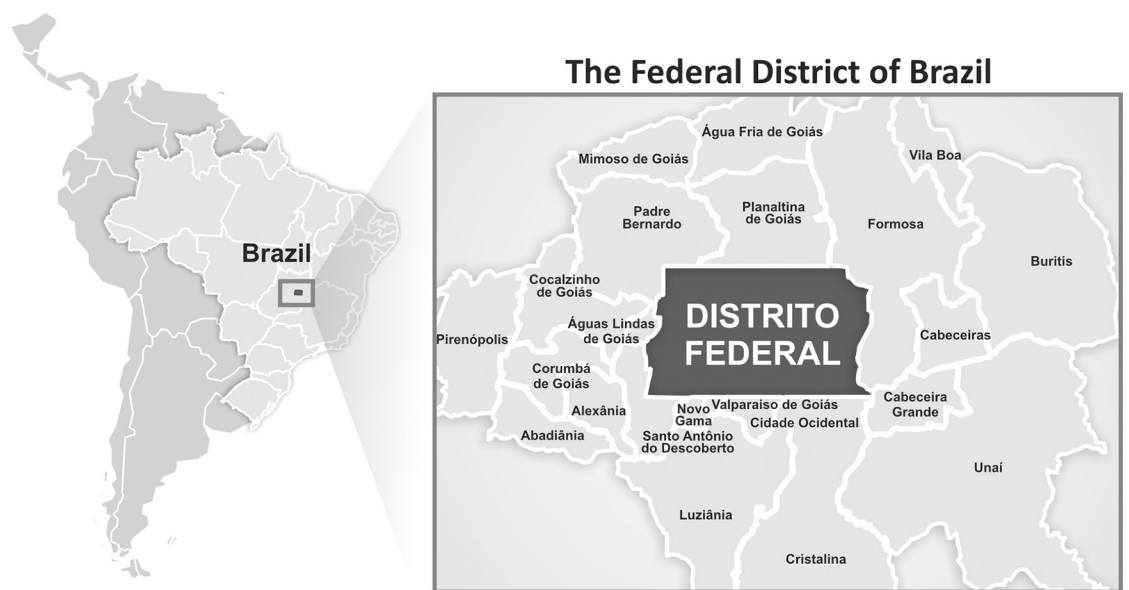 The Federal District of Brazil
Brazil
Água Fria de Goiás
Mimoso de Goiás
Vila Boa
Padre
Bernardo
Planaltina
de Goiás
Formosa
Buritis
Cocalzinho
de Goiás
Águas Lindas
de Goiás
DISTRITO
FEDERAL
Pirenópolis
Cabeceiras
Corumbá
de Goiás
Alexânia
Abadiânia
Novo
Gama
Valparaiso de Goiás
Cidade Ocidental
Cabeceira
Grande
Santo Antônio
do Descoberto
Unaí
Luziânia
Cristalina